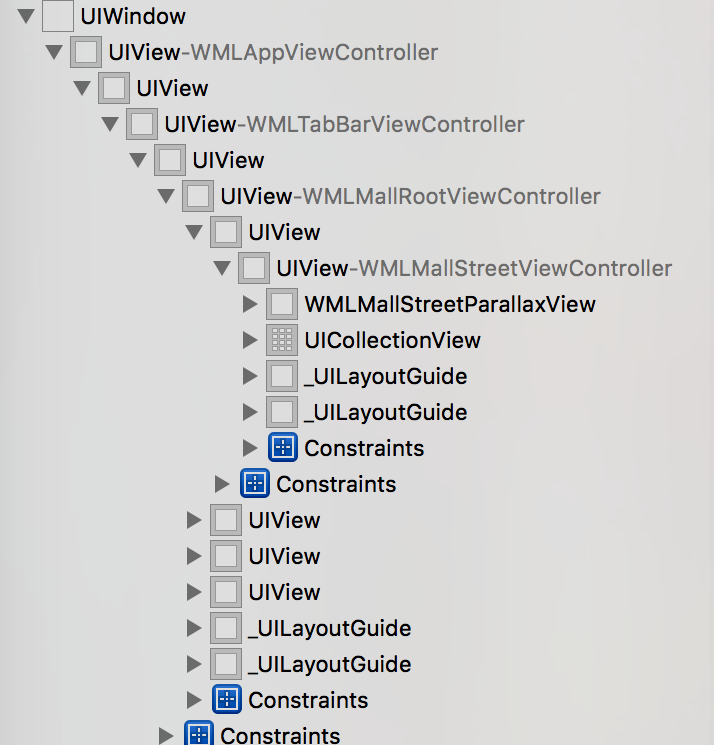 UIWindow
UIView-WMLAppViewController
UIView
UIView-WMLTabBarViewController
UIView
UIView-WMLMallRootViewController
UIView
UIView-WMLMallStreetViewController
WMLMallStreetParallaxView
UICollectionView
_UILayoutGuide
_UILayoutGuide
Constraints
Constraints
UIView
UIView
UIView
_UILayoutGuide
_UILayoutGuide
Constraints
Constraints